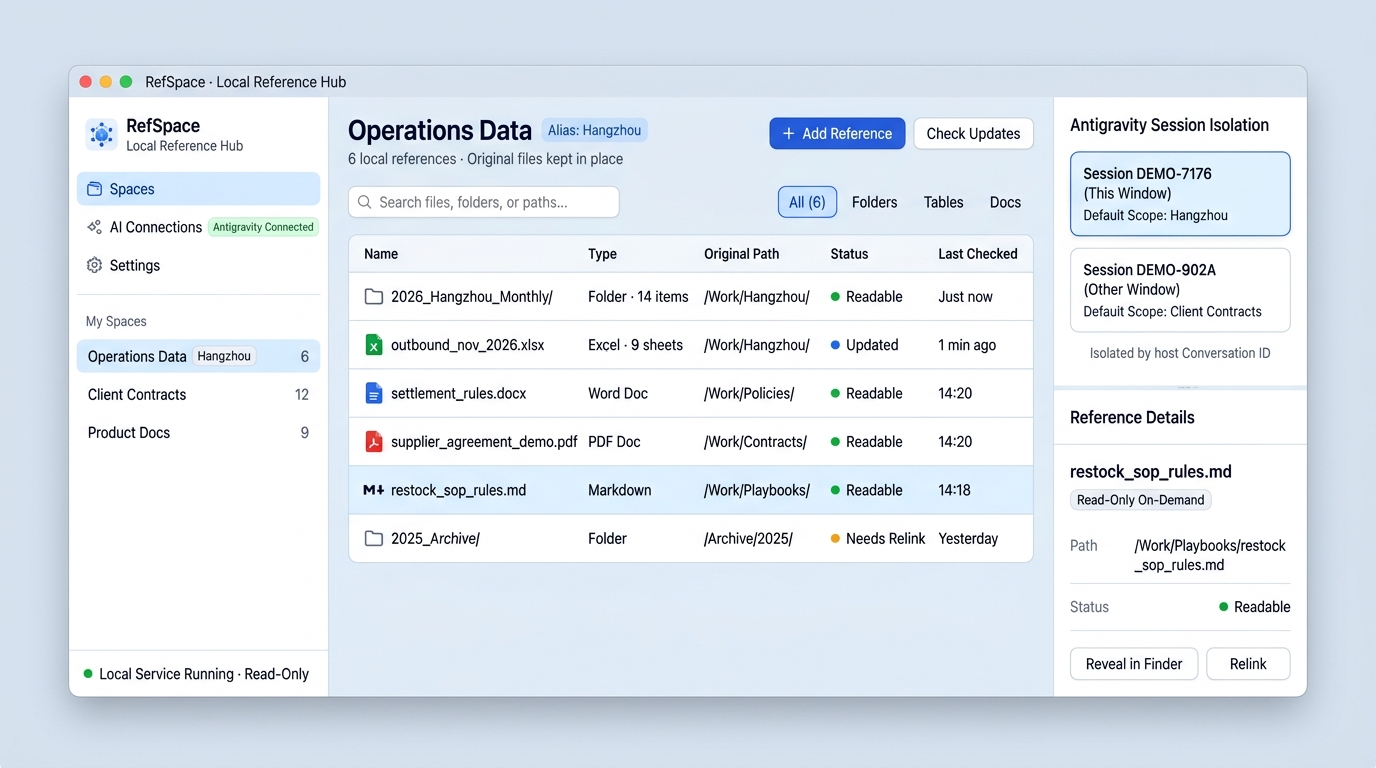 RefSpace · Local Reference Hub
RefSpace
Local Reference Hub
Spaces
AI Connections Antigravity Connected
Settings
My Spaces
Operations Data Hangzhou 6
Client Contracts 12
Product Docs 9
Local Service Running · Read-Only
Operations Data Alias: Hangzhou
6 local references · Original files kept in place
+ Add Reference Check Updates
Search files, folders, or paths...
All (6) Folders Tables Docs
Name Type Original Path Status Last Checked
2026_Hangzhou_Monthly/ Folder · 14 items /Work/Hangzhou/ Readable Just now
outbound_nov_2026.xlsx Excel · 9 sheets /Work/Hangzhou/ Updated 1 min ago
settlement_rules.docx Word Doc /Work/Policies/ Readable 14:20
supplier_agreement_demo.pdf PDF Doc /Work/Contracts/ Readable 14:20
M+ restock_sop_rules.md Markdown /Work/Playbooks/ Readable 14:18
2025_Archive/ Folder /Archive/2025/ Needs Relink Yesterday
Antigravity Session Isolation
Session DEMO-7176
(This Window)
Default Scope: Hangzhou
Session DEMO-902A
(Other Window)
Default Scope: Client Contracts
Isolated by host Conversation ID
Reference Details
restock_sop_rules.md
Read-Only On-Demand
Path /Work/Playbooks/restock
_sop_rules.md
Status Readable
Reveal in Finder Relink